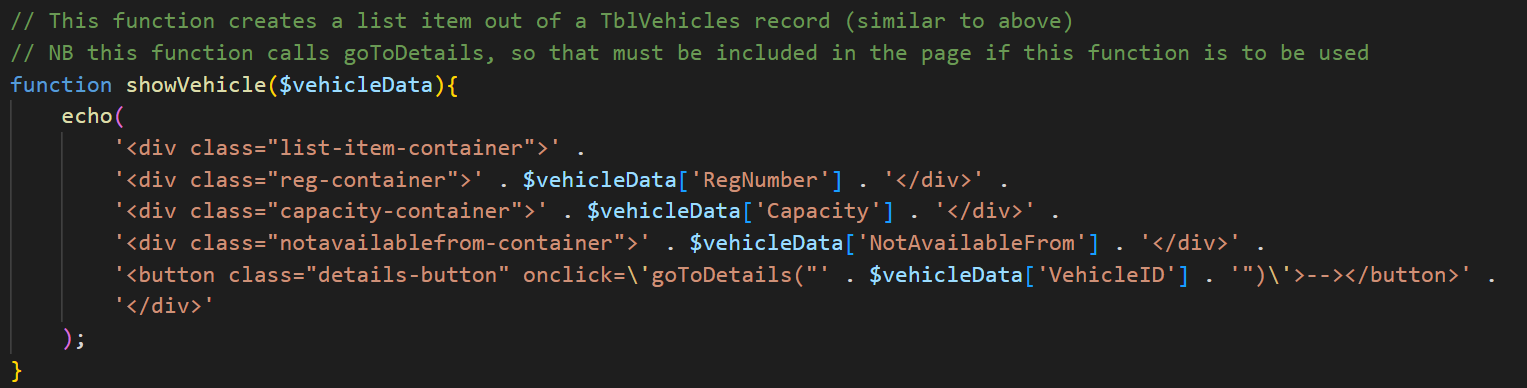 // This function creates a list item out of a TblVehicles record (similar to above)
// NB this function calls goToDetails, so that must be included in the page if this function is to be used
function showVehicle($vehicleData){
    echo(
        '<div class="list-item-container">' .
        '<div class="reg-container">' . $vehicleData['RegNumber'] . '</div>' .
        '<div class="capacity-container">' . $vehicleData['Capacity'] . '</div>' .
        '<div class="notavailablefrom-container">' . $vehicleData['NotAvailableFrom'] . '</div>' .
        '<button class="details-button" onclick=\'goToDetails("' . $vehicleData['VehicleID'] . '")\'>--></button>' .
        '</div>'
    );
}